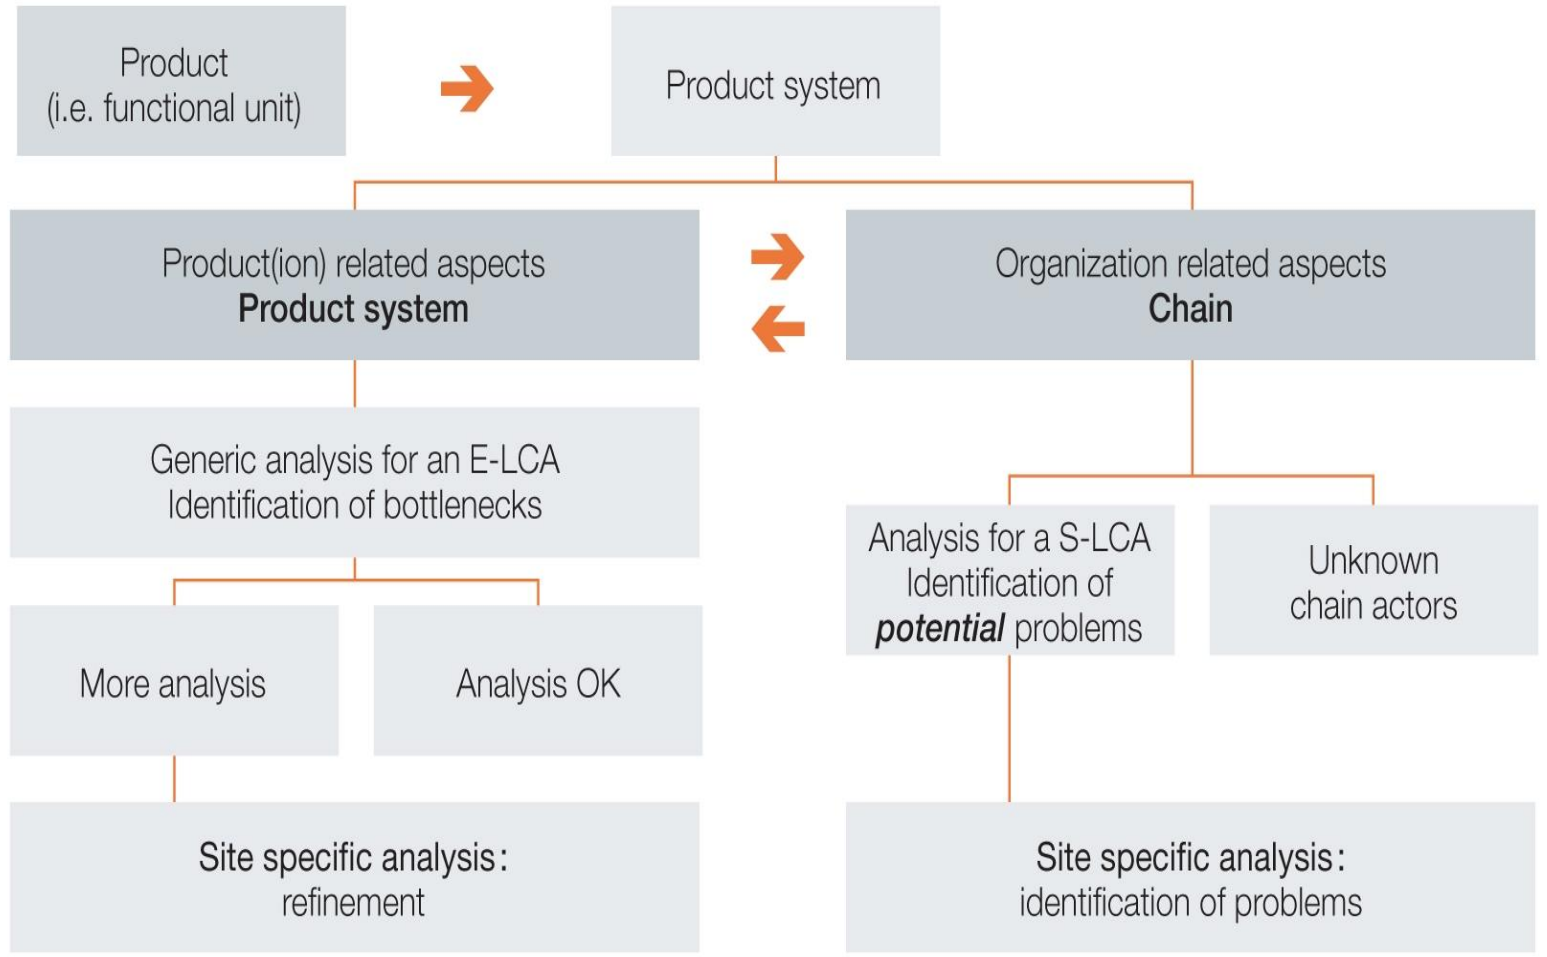 Product
(i.e. functional unit)
Product system
Product(ion) related aspects
Product system
Organization related aspects
Chain
Generic analysis for an E-LCA
Identification of bottlenecks
Analysis for a S-LCA
Identification of
potential problems
Unknown
chain actors
More analysis
Analysis OK
Site specific analysis :
refinement
Site specific analysis :
identification of problems